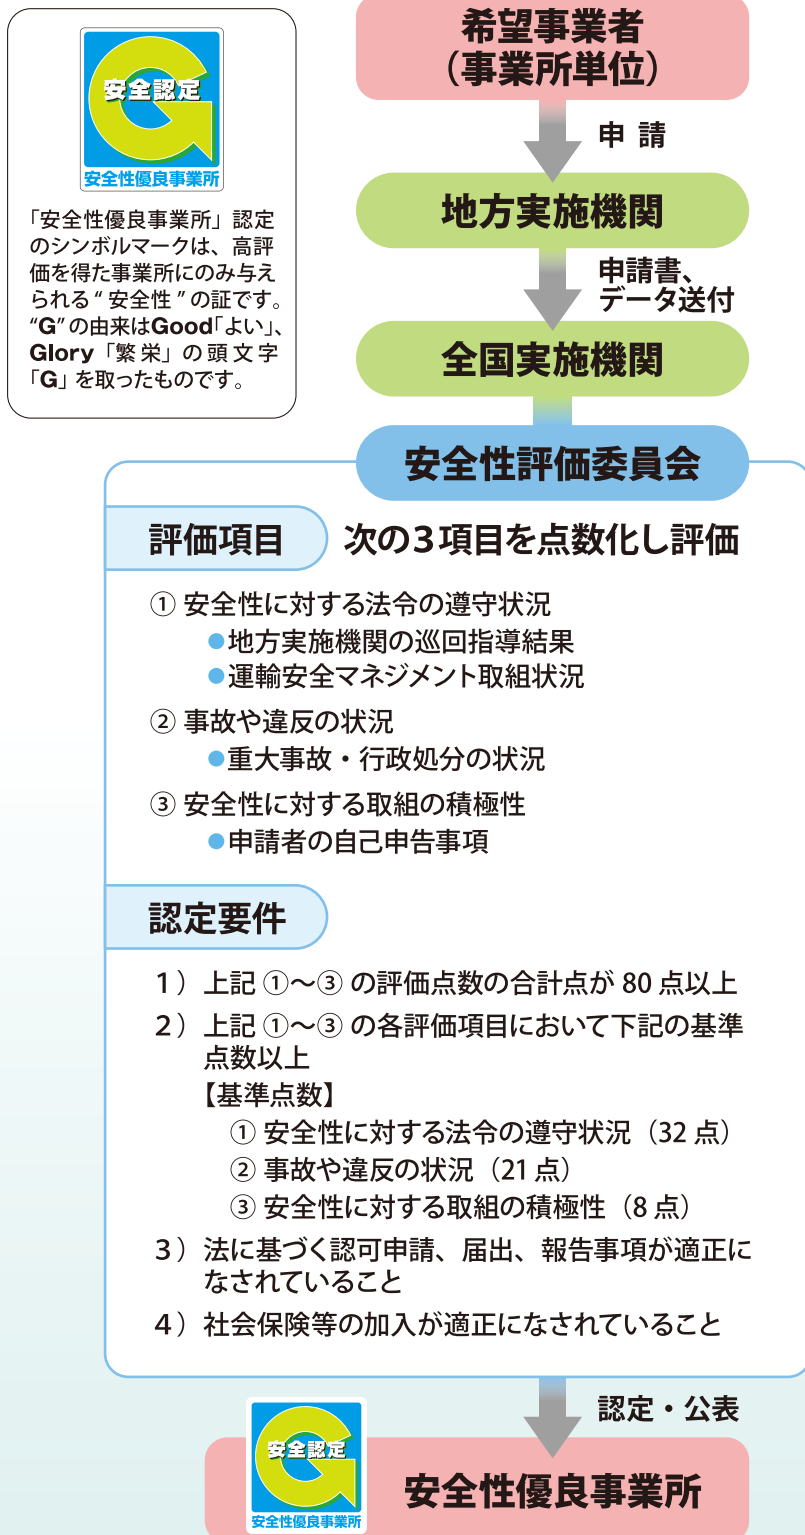 安全認定
安全性優良事業所
「安全性優良事業所」認定
のシンボルマークは、高評
価を得た事業所にのみ与え
られる“安全性”の証です。
“G”の由来はGood「よい」、
Glory「繁栄」の頭文字
「G」を取ったものです。
希望事業者
（事業所単位）
申 請
地方実施機関
申請書、
データ送付
全国実施機関
安全性評価委員会
評価項目 次の3項目を点数化し評価
① 安全性に対する法令の遵守状況
●地方実施機関の巡回指導結果
●運輸安全マネジメント取組状況
② 事故や違反の状況
●重大事故・行政処分の状況
③ 安全性に対する取組の積極性
●申請者の自己申告事項
認定要件
1）上記 ①～③ の評価点数の合計点が 80 点以上
2）上記 ①～③ の各評価項目において下記の基準
点数以上
【基準点数】
① 安全性に対する法令の遵守状況（32 点）
② 事故や違反の状況（21 点）
③ 安全性に対する取組の積極性（8 点）
3）法に基づく認可申請、届出、報告事項が適正に
なされていること
4）社会保険等の加入が適正になされていること
認定・公表
安全認定
安全性優良事業所
安全性優良事業所